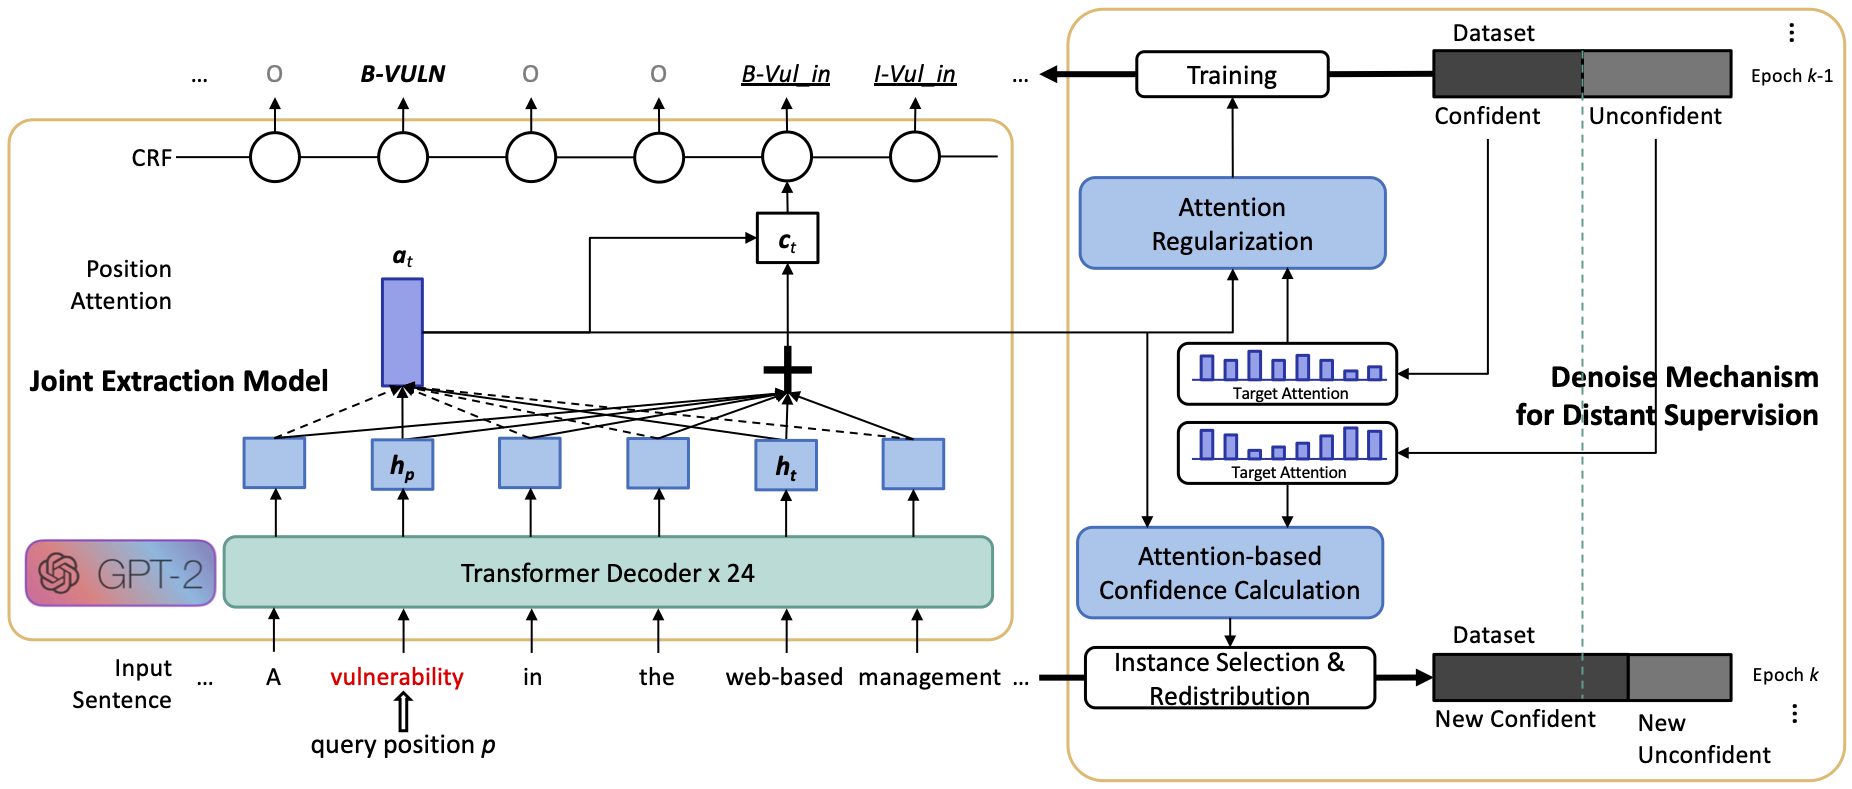 ... O B-VULN O O B-Vul_in I-Vul_in ...
CRF
c_t
a_t
Position
Attention
Joint Extraction Model
h_p h_t
GPT-2
Transformer Decoder x 24
Input
Sentence
... A vulnerability in the web-based management ...
query position p
Training
Dataset
⋮
Epoch k-1
Confident Unconfident
Attention
Regularization
Target Attention
Target Attention
Denoise Mechanism
for Distant Supervision
Attention-based
Confidence Calculation
Instance Selection &
Redistribution
Dataset
Epoch k
⋮
New Confident
New
Unconfident